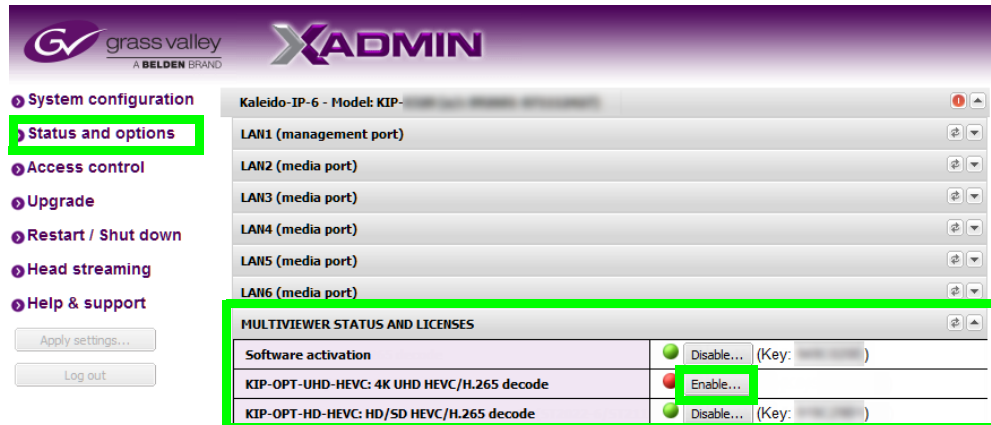 grass valley
A BELDEN BRAND
XADMIN
System configuration
Status and options
Access control
Upgrade
Restart / Shut down
Head streaming
Help & support
Apply settings...
Log out
Kaleido-IP-6 - Model: KIP-
LAN1 (management port)
LAN2 (media port)
LAN3 (media port)
LAN4 (media port)
LAN5 (media port)
LAN6 (media port)
MULTIVIEWER STATUS AND LICENSES
Software activation Disable... (Key: )
KIP-OPT-UHD-HEVC: 4K UHD HEVC/H.265 decode Enable...
KIP-OPT-HD-HEVC: HD/SD HEVC/H.265 decode Disable... (Key: )